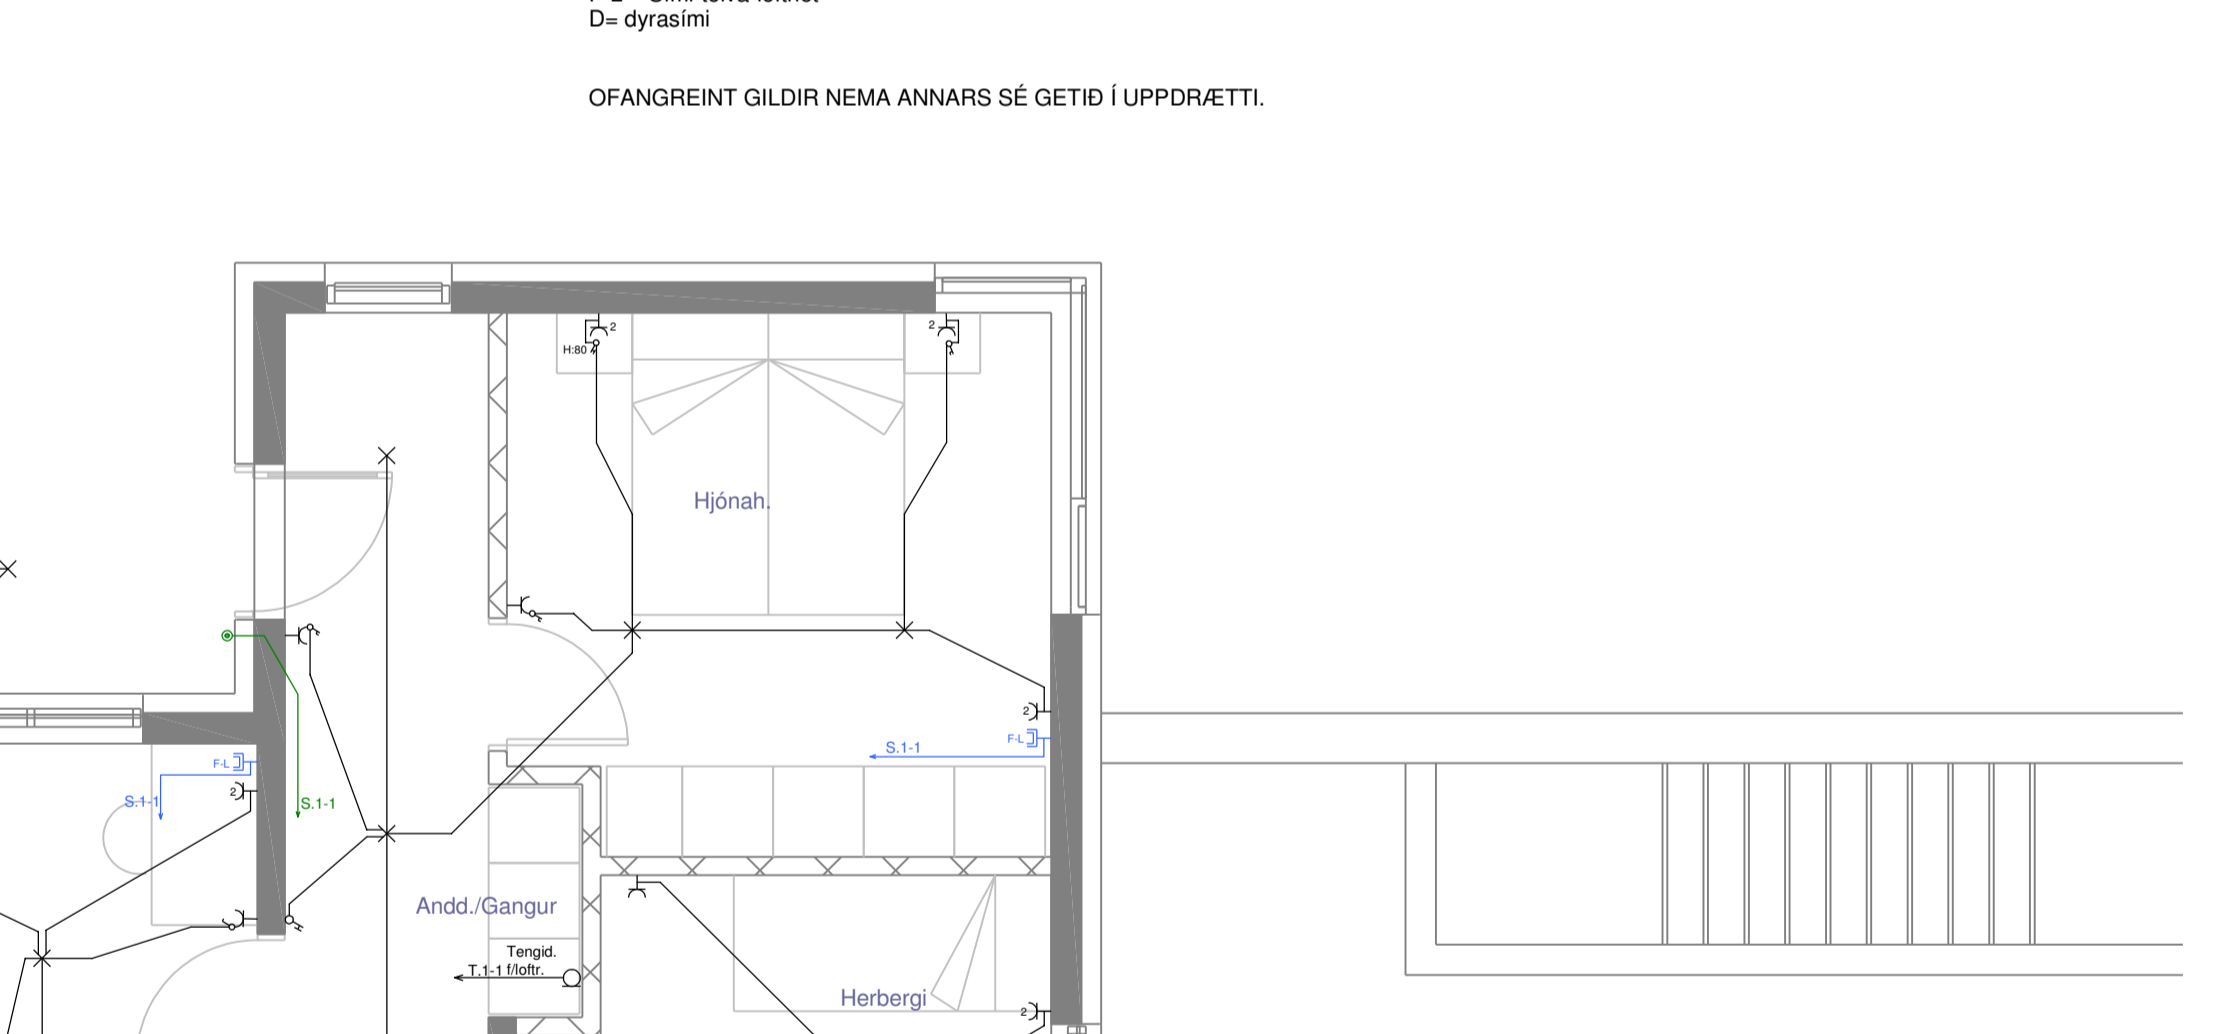 D= dyrasími
OFANGREINT GILDIR NEMA ANNARS SÉ GETIÐ Í UPPDRÆTTI.
2
2
H:80
Hjónah.
2
F-L
S.1-1
F-L
2
S.1-1
S.1-1
Andd./Gangur
Tengid.
T.1-1 f/loftr.
Herbergi
2